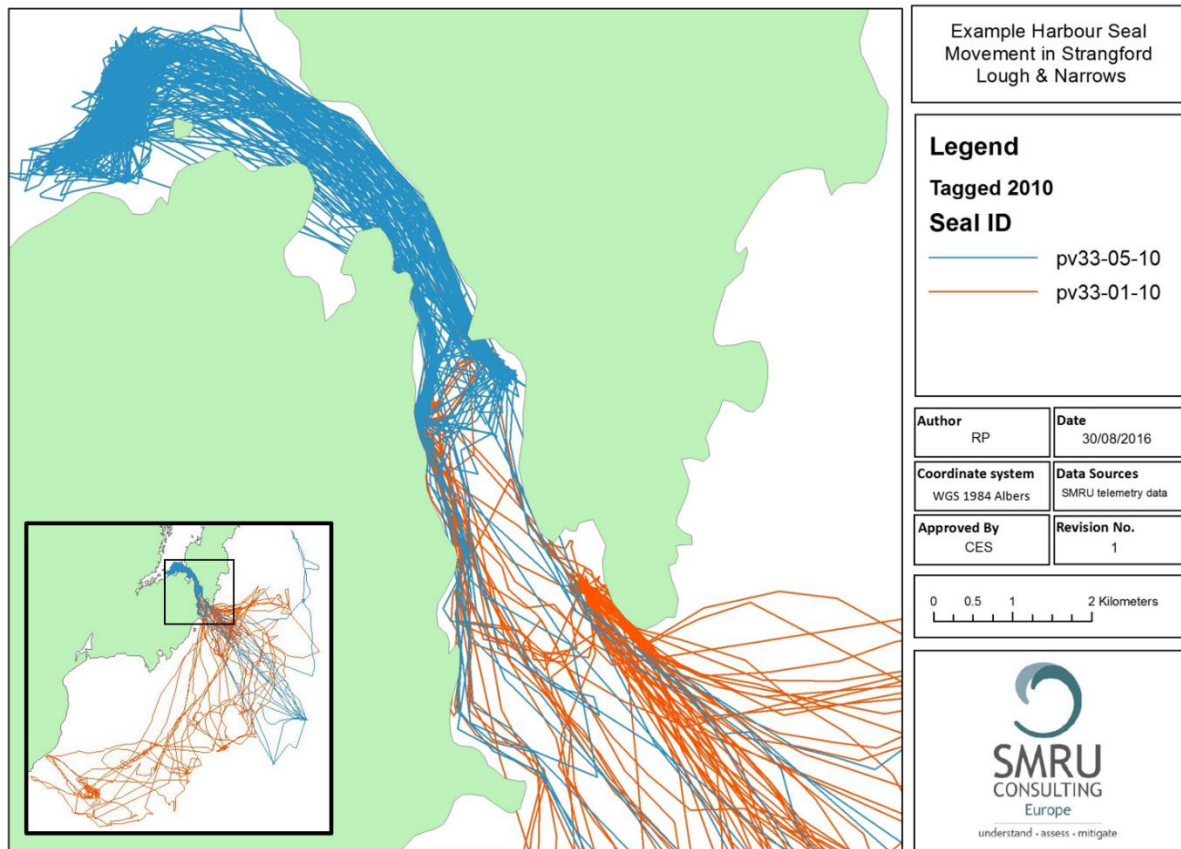 Example Harbour Seal
Movement in Strangford
Lough & Narrows
Legend
Tagged 2010
Seal ID
pv33-05-10
pv33-01-10
Author
RP
Date
30/08/2016
Coordinate system
WGS 1984 Albers
Data Sources
SMRU telemetry data
Approved By
CES
Revision No.
1
0 0.5 1 2 Kilometers
SMRU
CONSULTING
Europe
understand • assess • mitigate